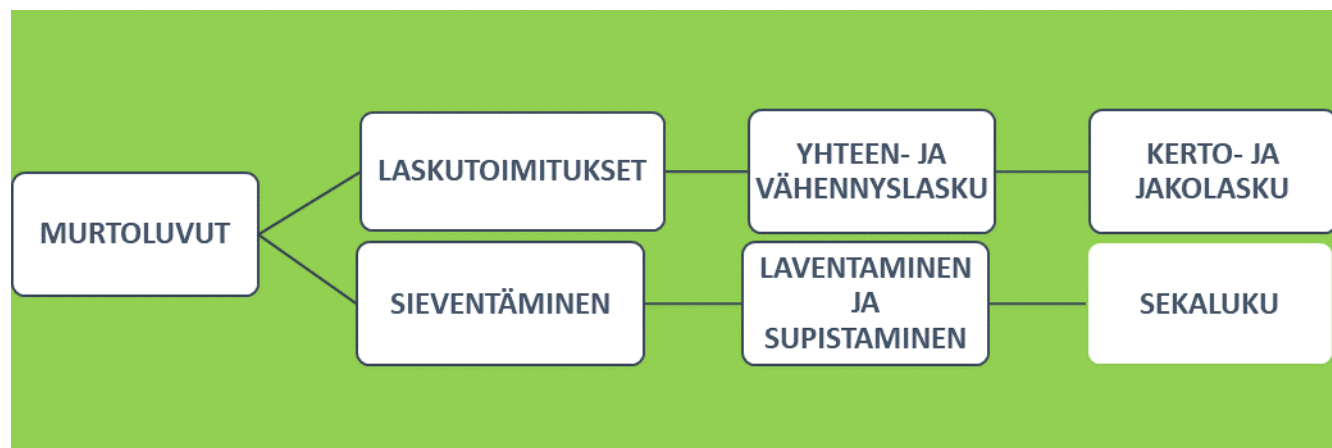 MURTOLUVUT
LASKUTOIMITUKSET
YHTEEN- JA
VÄHENNYSLASKU
KERTO- JA
JAKOLASKU
SIEVENTÄMINEN
LAVENTAMINEN
JA
SUPISTAMINEN
SEKALUKU